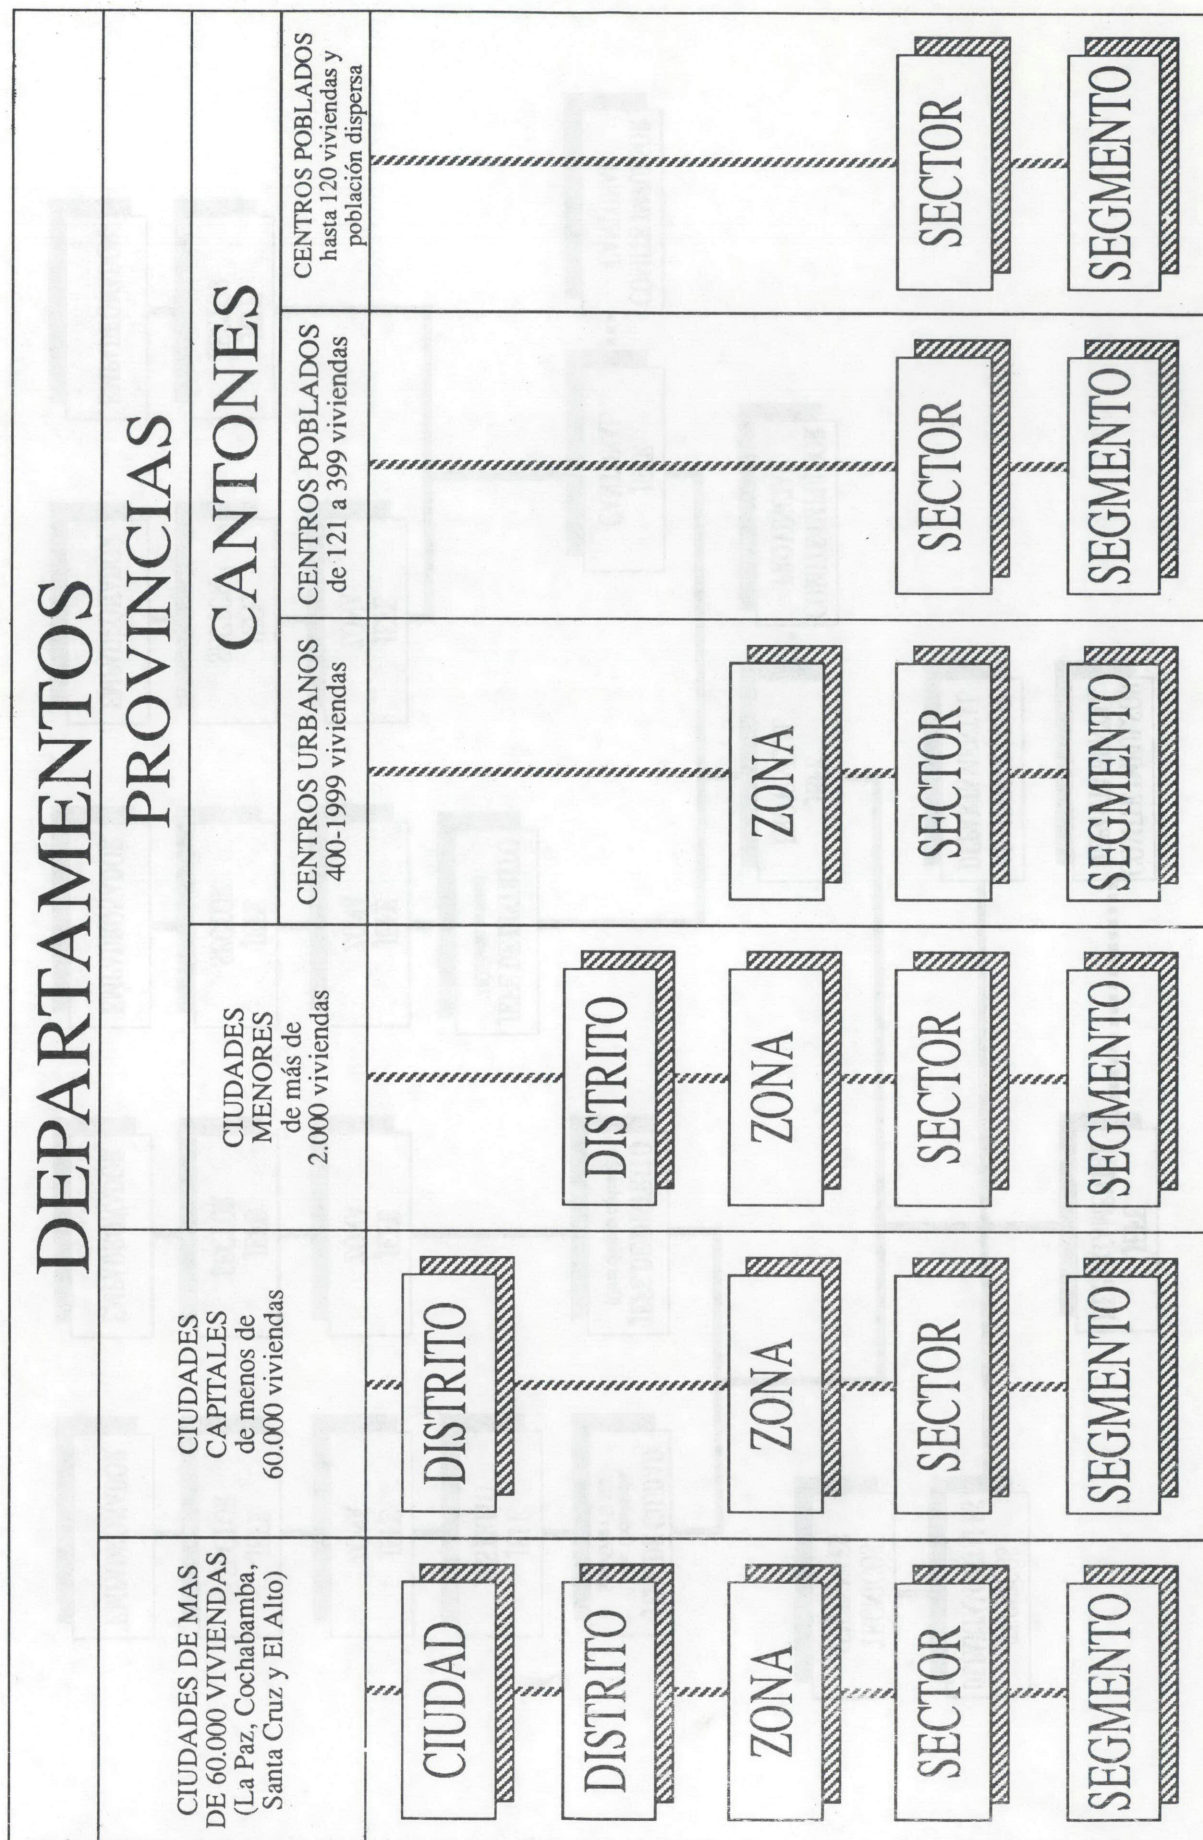 DEPARTAMENTOS
PROVINCIAS
CANTONES
CIUDADES DE MAS
DE 60.000 VIVIENDAS
(La Paz, Cochabamba,
Santa Cruz y El Alto)
CIUDADES
CAPITALES
de menos de
60.000 viviendas
CIUDADES
MENORES
de más de
2.000 viviendas
CENTROS URBANOS
400-1999 viviendas
CENTROS POBLADOS
de 121 a 399 viviendas
CENTROS POBLADOS
hasta 120 viviendas y
población dispersa
CIUDAD
DISTRITO
ZONA
SECTOR
SEGMENTO
DISTRITO
ZONA
SECTOR
SEGMENTO
DISTRITO
ZONA
SECTOR
SEGMENTO
ZONA
SECTOR
SEGMENTO
SECTOR
SEGMENTO
SECTOR
SEGMENTO